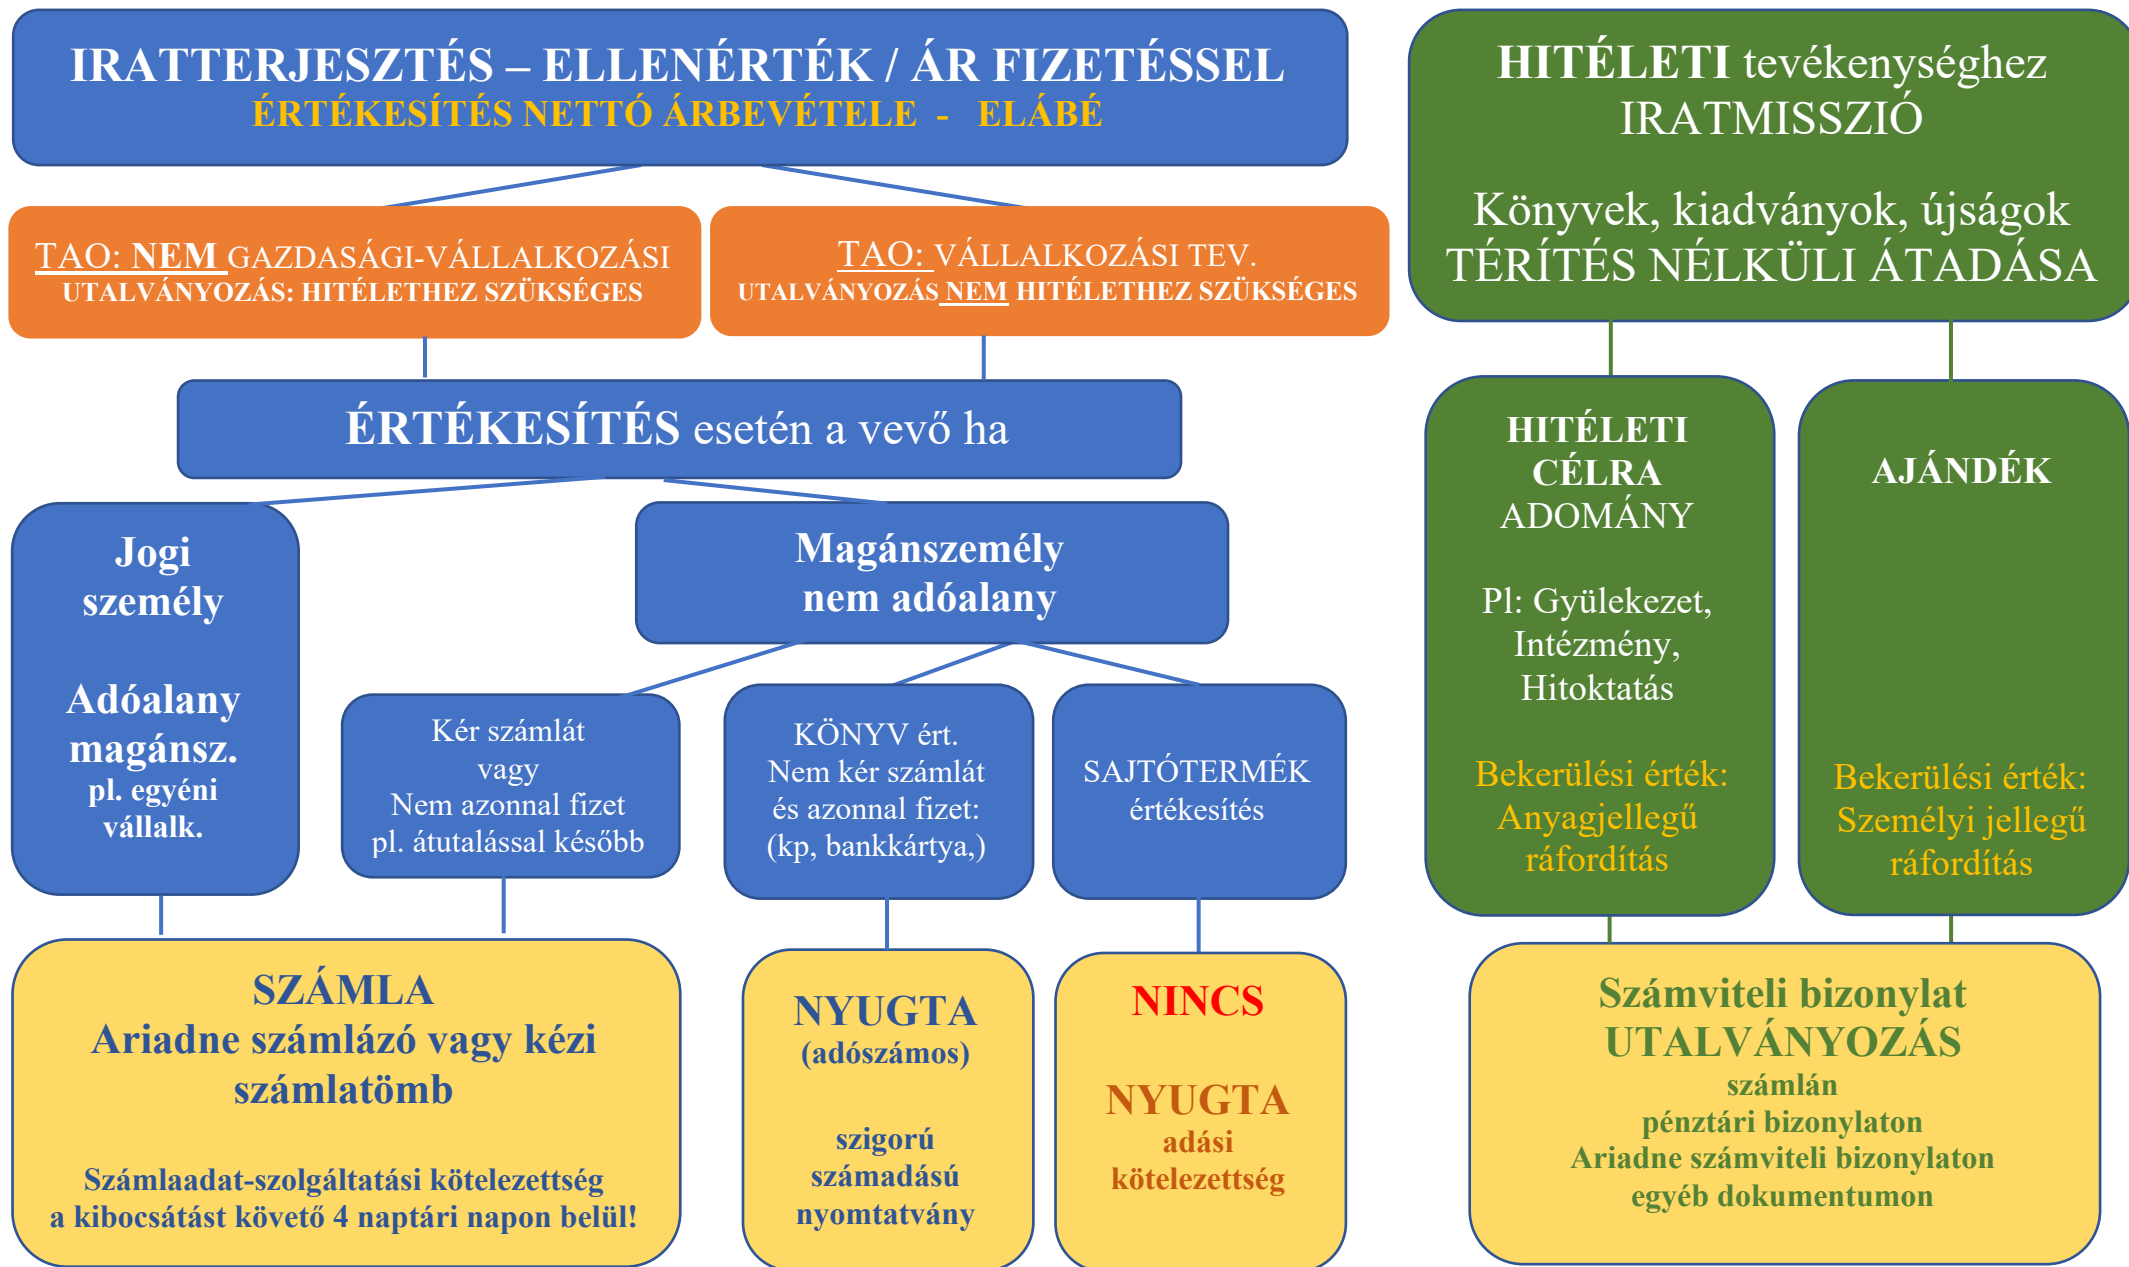 IRATTERJESZTÉS – ELLENÉRTÉK / ÁR FIZETÉSSEL
ÉRTÉKESÍTÉS NETTÓ ÁRBEVÉTELE - ELÁBÉ
TAO: NEM GAZDASÁGI-VÁLLALKOZÁSI
UTALVÁNYOZÁS: HITÉLETHEZ SZÜKSÉGES
TAO: VÁLLALKOZÁSI TEV.
UTALVÁNYOZÁS NEM HITÉLETHEZ SZÜKSÉGES
ÉRTÉKESÍTÉS esetén a vevő ha
Jogi
személy
Adóalany
magánsz.
pl. egyéni
vállalk.
Magánszemély
nem adóalany
Kér számlát
vagy
Nem azonnal fizet
pl. átutalással később
KÖNYV ért.
Nem kér számlát
és azonnal fizet:
(kp, bankkártya,)
SAJTÓTERMÉK
értékesítés
SZÁMLA
Ariadne számlázó vagy kézi
számlatömb
Számlaadat-szolgáltatási kötelezettség
a kibocsátást követő 4 naptári napon belül!
NYUGTA
(adószámos)
szigorú
számadású
nyomtatvány
NINCS
NYUGTA
adási
kötelezettség
HITÉLETI tevékenységhez
IRATMISSZIÓ
Könyvek, kiadványok, újságok
TÉRÍTÉS NÉLKÜLI ÁTADÁSA
HITÉLETI
CÉLRA
ADOMÁNY
Pl: Gyülekezet,
Intézmény,
Hitoktatás
Bekerülési érték:
Anyagjellegű
ráfordítás
AJÁNDÉK
Bekerülési érték:
Személyi jellegű
ráfordítás
Számviteli bizonylat
UTALVÁNYOZÁS
számlán
pénztári bizonylaton
Ariadne számviteli bizonylaton
egyéb dokumentumon